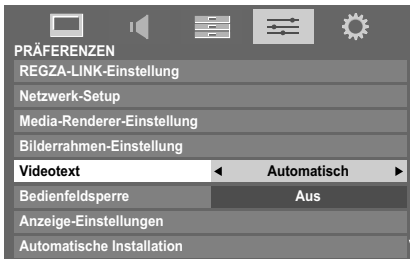 PRÄFERENZEN
REGZA-LINK-Einstellung
Netzwerk-Setup
Media-Renderer-Einstellung
Bilderrahmen-Einstellung
Videotext Automatisch
Bedienfeldsperre Aus
Anzeige-Einstellungen
Automatische Installation